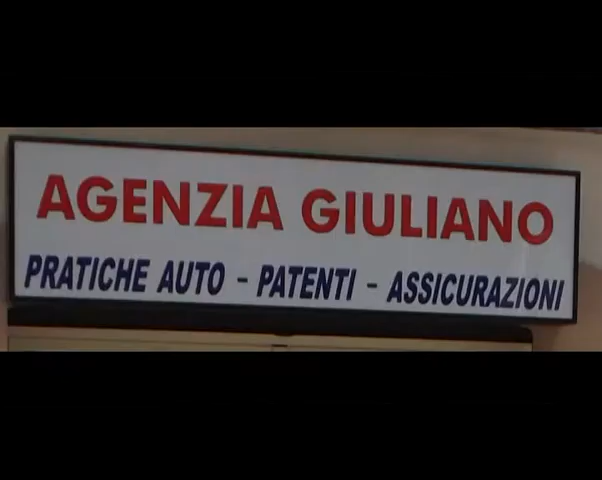 AGENZIA GIULIANO
PRATICHE AUTO - PATENTI - ASSICURAZIONI